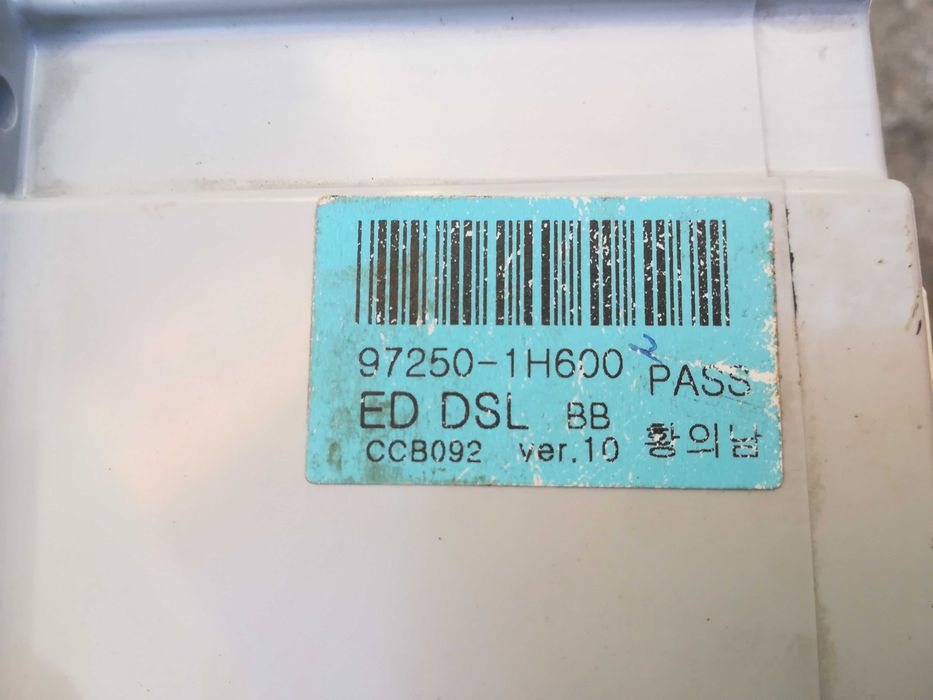 97250-1H600
PASS
ED DSL BB
CCB092 ver.10
황의남